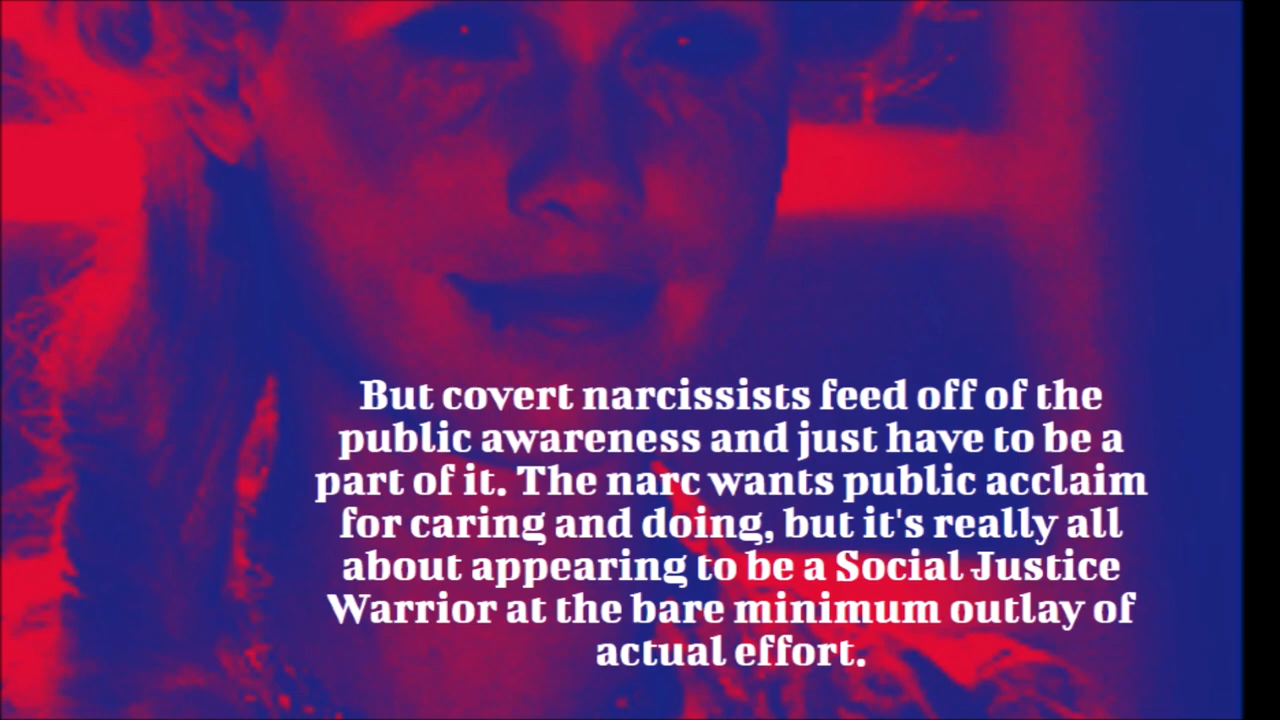 But covert narcissists feed off of the
public awareness and just have to be a
part of it. The narc wants public acclaim
for caring and doing, but it's really all
about appearing to be a Social Justice
Warrior at the bare minimum outlay of
actual effort.